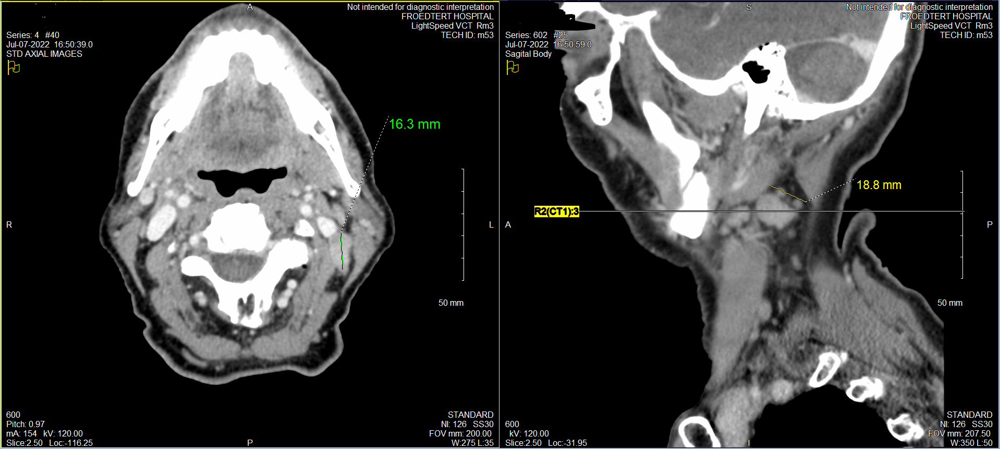 A
Not intended for diagnostic interpretation
FROEDTERT HOSPITAL
LightSpeed VCT Rm3
TECH ID: m53
Series: 4 #40
Jul-07-2022 16:50:39.0
STD AXIAL IMAGES
16.3 mm
R
L
50 mm
600
Pitch: 0.97
mA: 154 kV: 120.00
Slice:2.50 Loc:-116.25
P
STANDARD
NI: 126 SS30
FOV mm: 200.00
W:275 L:35
S
Not intended for diagnostic interpretation
FROEDTERT HOSPITAL
LightSpeed VCT Rm3
TECH ID: m53
Series: 602 #25
Jul-07-2022 16:50:59.0
Sagital Body
18.8 mm
R2(CT1):3
A
P
50 mm
600
kV: 120.00
Slice:2.50 Loc:-31.95
I
STANDARD
NI: 126 SS30
FOV mm: 207.50
W:350 L:50